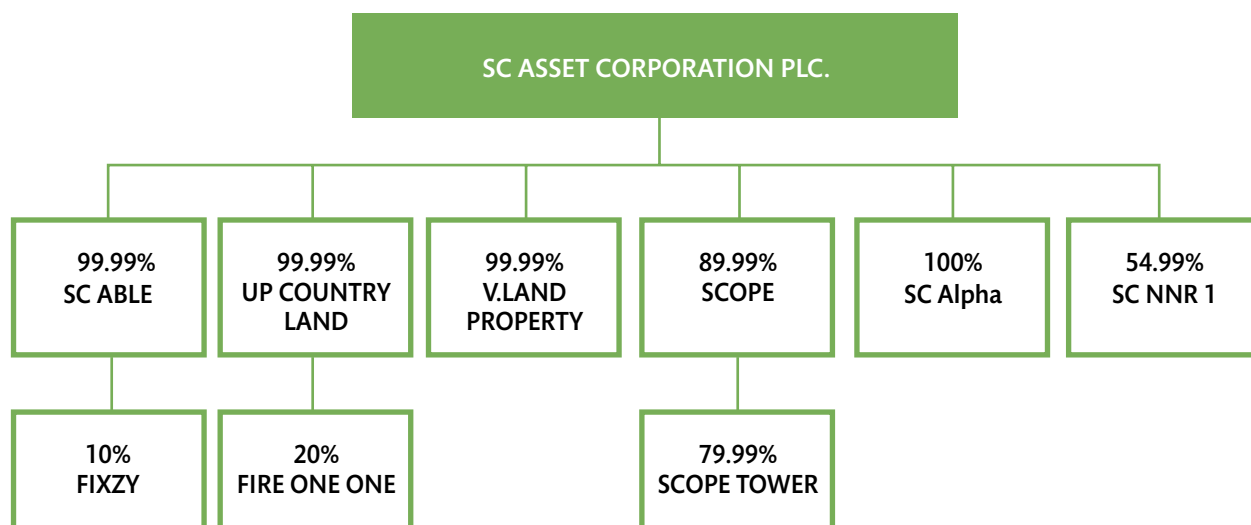 SC ASSET CORPORATION PLC.
99.99%
SC ABLE
99.99%
UP COUNTRY
LAND
99.99%
V.LAND
PROPERTY
89.99%
SCOPE
100%
SC Alpha
54.99%
SC NNR 1
10%
FIXZY
20%
FIRE ONE ONE
79.99%
SCOPE TOWER